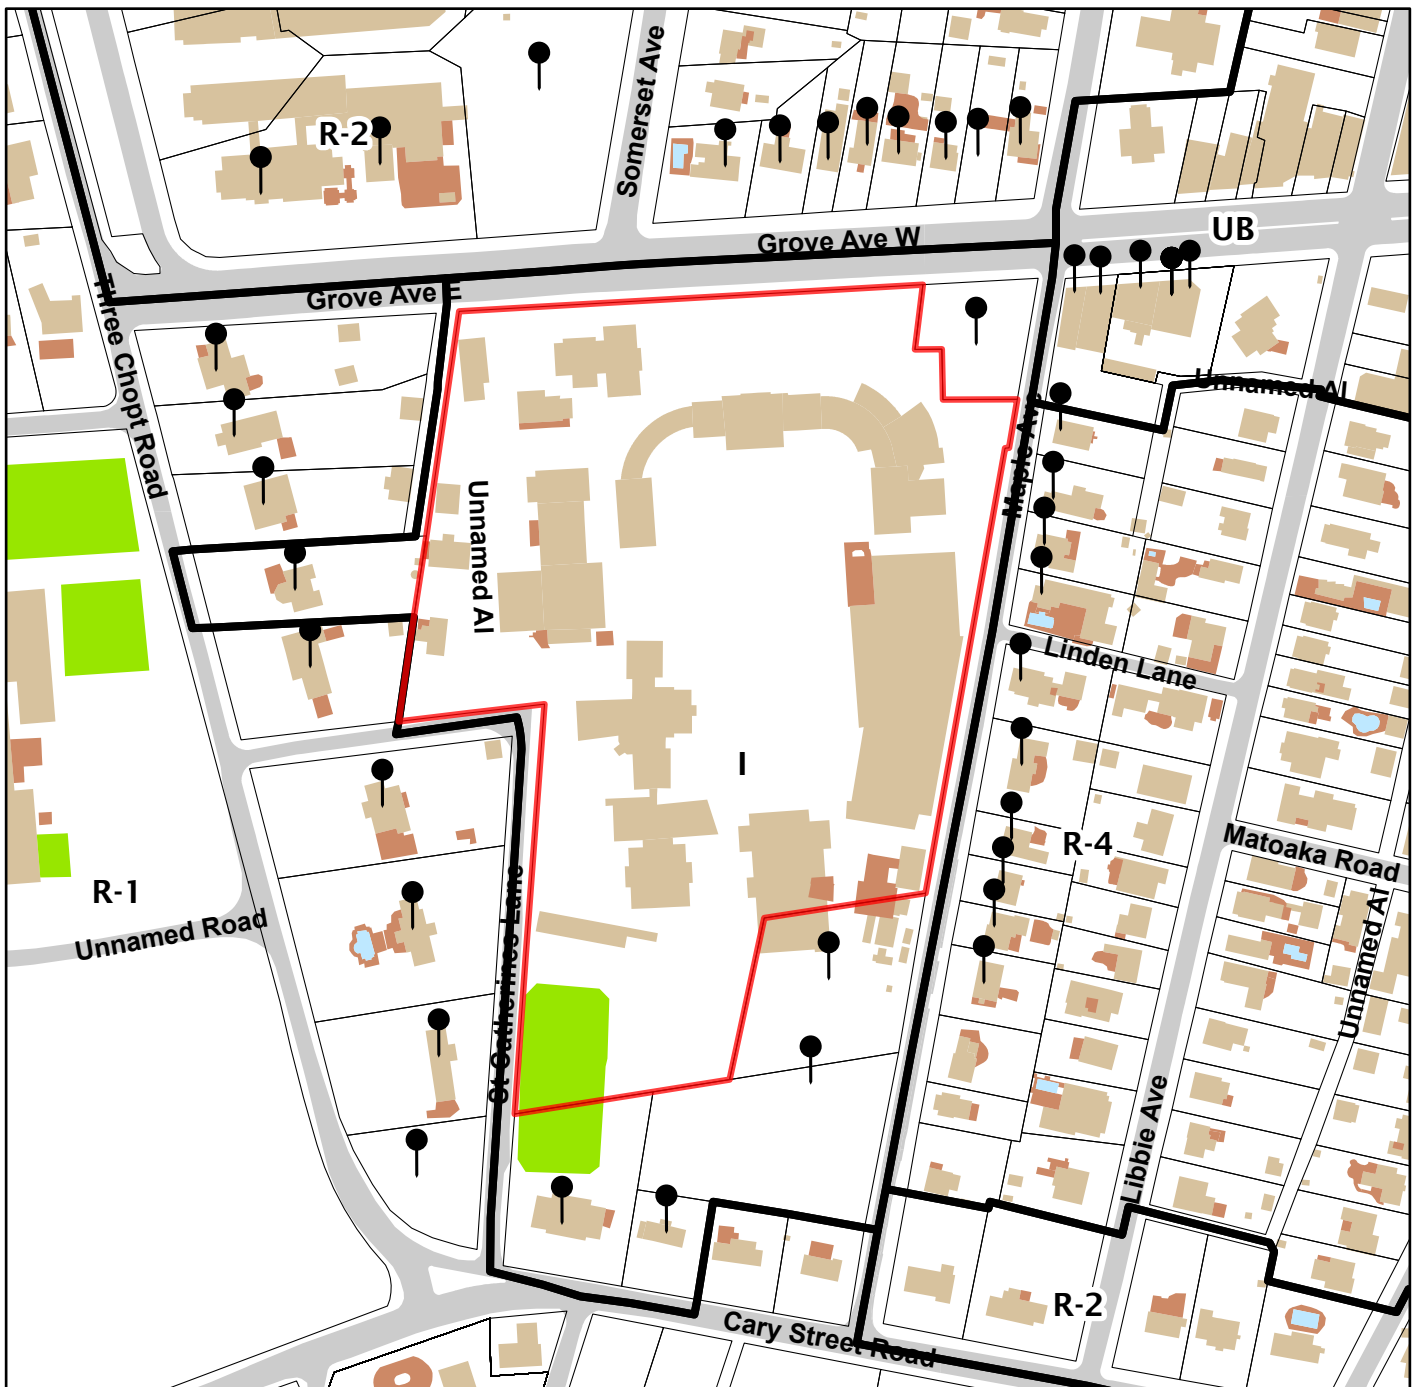 Somerset Ave
R-2
UB
Grove Ave W
Grove Ave E
Three Chopt Road
Unnamed Al
Maple Ave
Unnamed Al
Linden Lane
I
R-4
Matoaka Road
R-1
Unnamed Road
St Catherines Lane
Unnamed Al
Libbie Ave
R-2
Cary Street Road